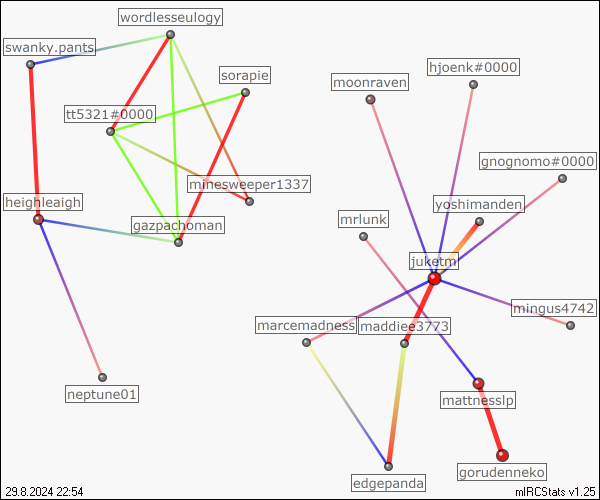 wordlesseulogy
swanky.pants
sorapie
moonraven
hjoenk#0000
tt5321#0000
gnognomo#0000
minesweeper1337
heighleaigh
yoshimanden
mrlunk
gazpachoman
juketm
mingus4742
marcemadness
maddiee3773
neptune01
mattnesslp
gorudenneko
edgepanda
29.8.2024 22:54
mIRCStats v1.25